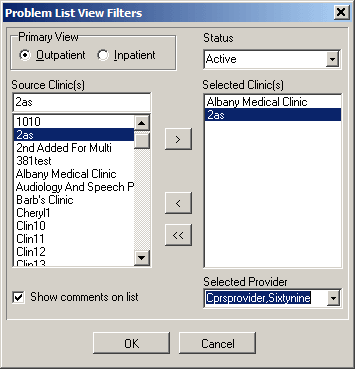 Problem List View Filters
Primary View
Outpatient Inpatient
Status
Active
Source Clinic(s)
2as
1010
2as
2nd Added For Multi
381test
Albany Medical Clinic
Audiology And Speech P
Barb's Clinic
Cheryl1
Clin10
Clin11
Clin12
Clin13
>
<
<<
Selected Clinic(s)
Albany Medical Clinic
2as
Show comments on list
Selected Provider
Cprsprovider,Sixtynine
OK Cancel